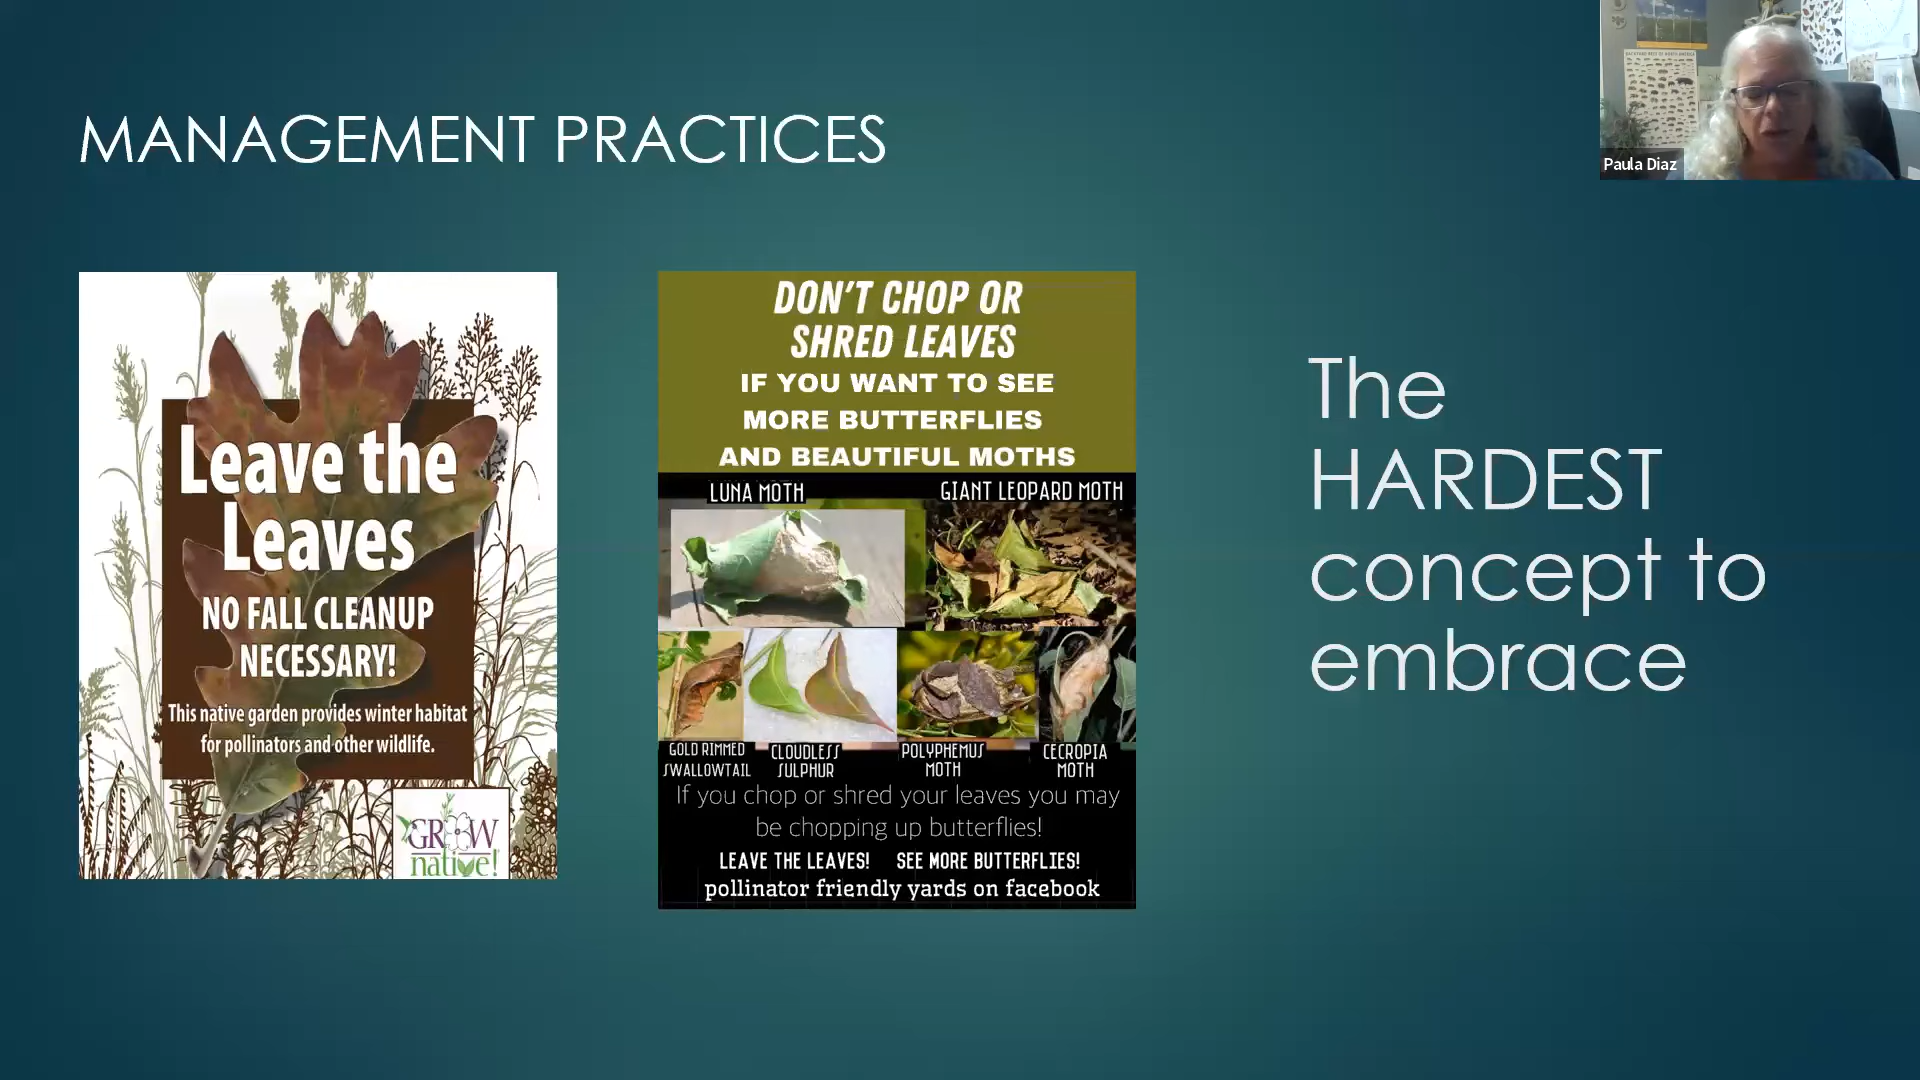 MANAGEMENT PRACTICES
Paula Diaz
Leave the
Leaves
NO FALL CLEANUP
NECESSARY!
This native garden provides winter habitat
for pollinators and other wildlife.
GROW
native!
DON'T CHOP OR
SHRED LEAVES
IF YOU WANT TO SEE
MORE BUTTERFLIES
AND BEAUTIFUL MOTHS
LUNA MOTH
GIANT LEOPARD MOTH
GOLD RIMMED
SWALLOWTAIL
CLOUDLESS
SULPHUR
POLYPHEMUS
MOTH
CECROPIA
MOTH
If you chop or shred your leaves you may
be chopping up butterflies!
LEAVE THE LEAVES! SEE MORE BUTTERFLIES!
pollinator friendly yards on facebook
The
HARDEST
concept to
embrace